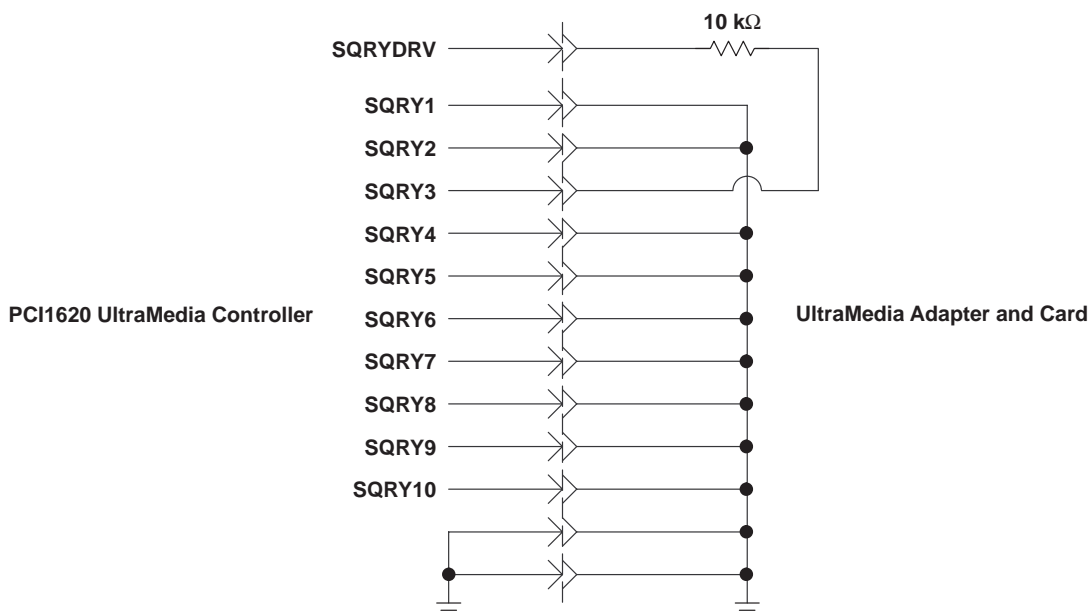 10 kΩ
SQRYDRV
SQRY1
SQRY2
SQRY3
SQRY4
SQRY5
PCI1620 UltraMedia Controller
SQRY6
UltraMedia Adapter and Card
SQRY7
SQRY8
SQRY9
SQRY10